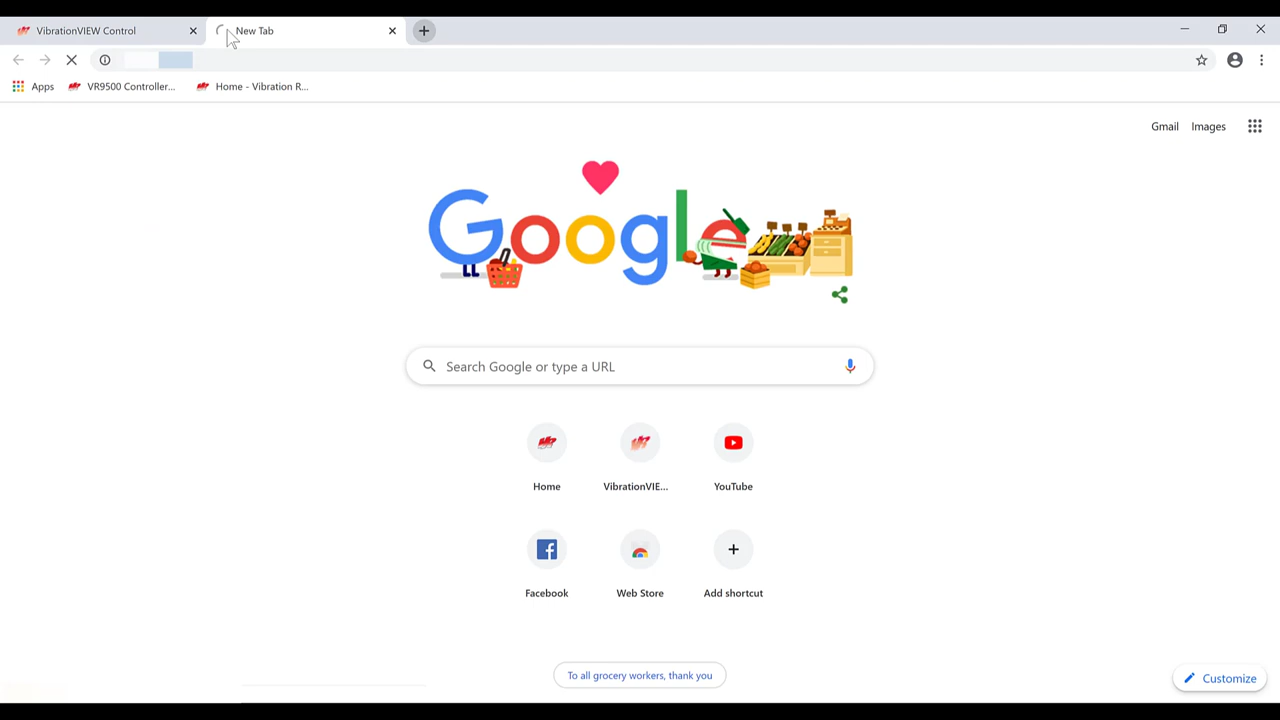 VibrationVIEW Control
New Tab
Apps
VR9500 Controller...
Home - Vibration R...
Gmail
Images
Google
Search Google or type a URL
Home
VibrationVIE...
YouTube
Facebook
Web Store
Add shortcut
To all grocery workers, thank you
Customize